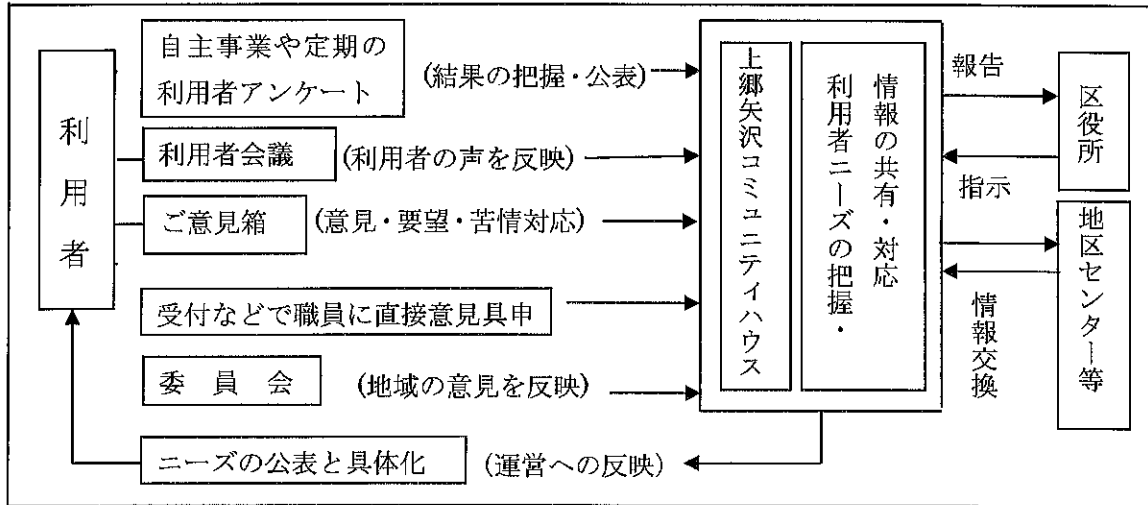 利用者
自主事業や定期の
利用者アンケート
(結果の把握・公表)
利用者会議
(利用者の声を反映)
ご意見箱
(意見・要望・苦情対応)
受付などで職員に直接意見具申
委員会
(地域の意見を反映)
ニーズの公表と具体化
(運営への反映)
上郷矢沢コミュニティハウス
情報の共有・対応
利用者ニーズの把握・
報告
指示
区役所
情報交換
地区センター等